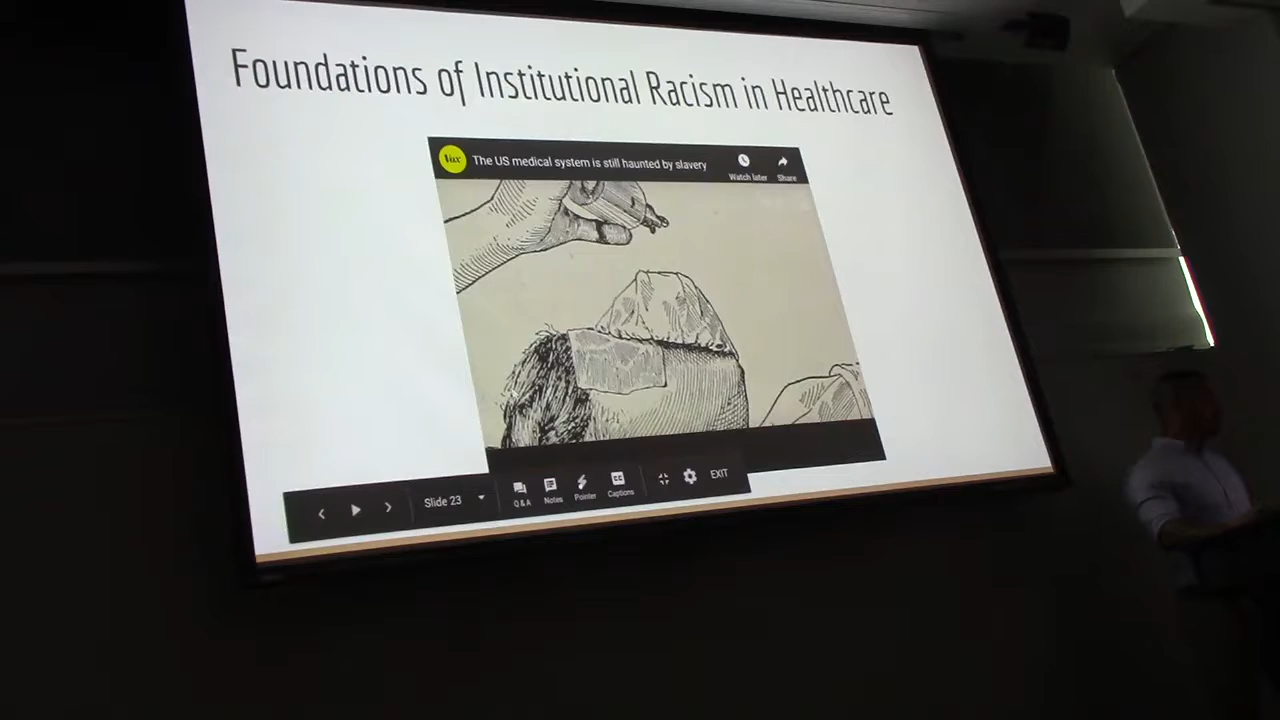 Foundations of Institutional Racism in Healthcare
Vox
The US medical system is still haunted by slavery
Watch later
Share
Slide 23
Q&A
Notes
Pointer
Captions
EXIT